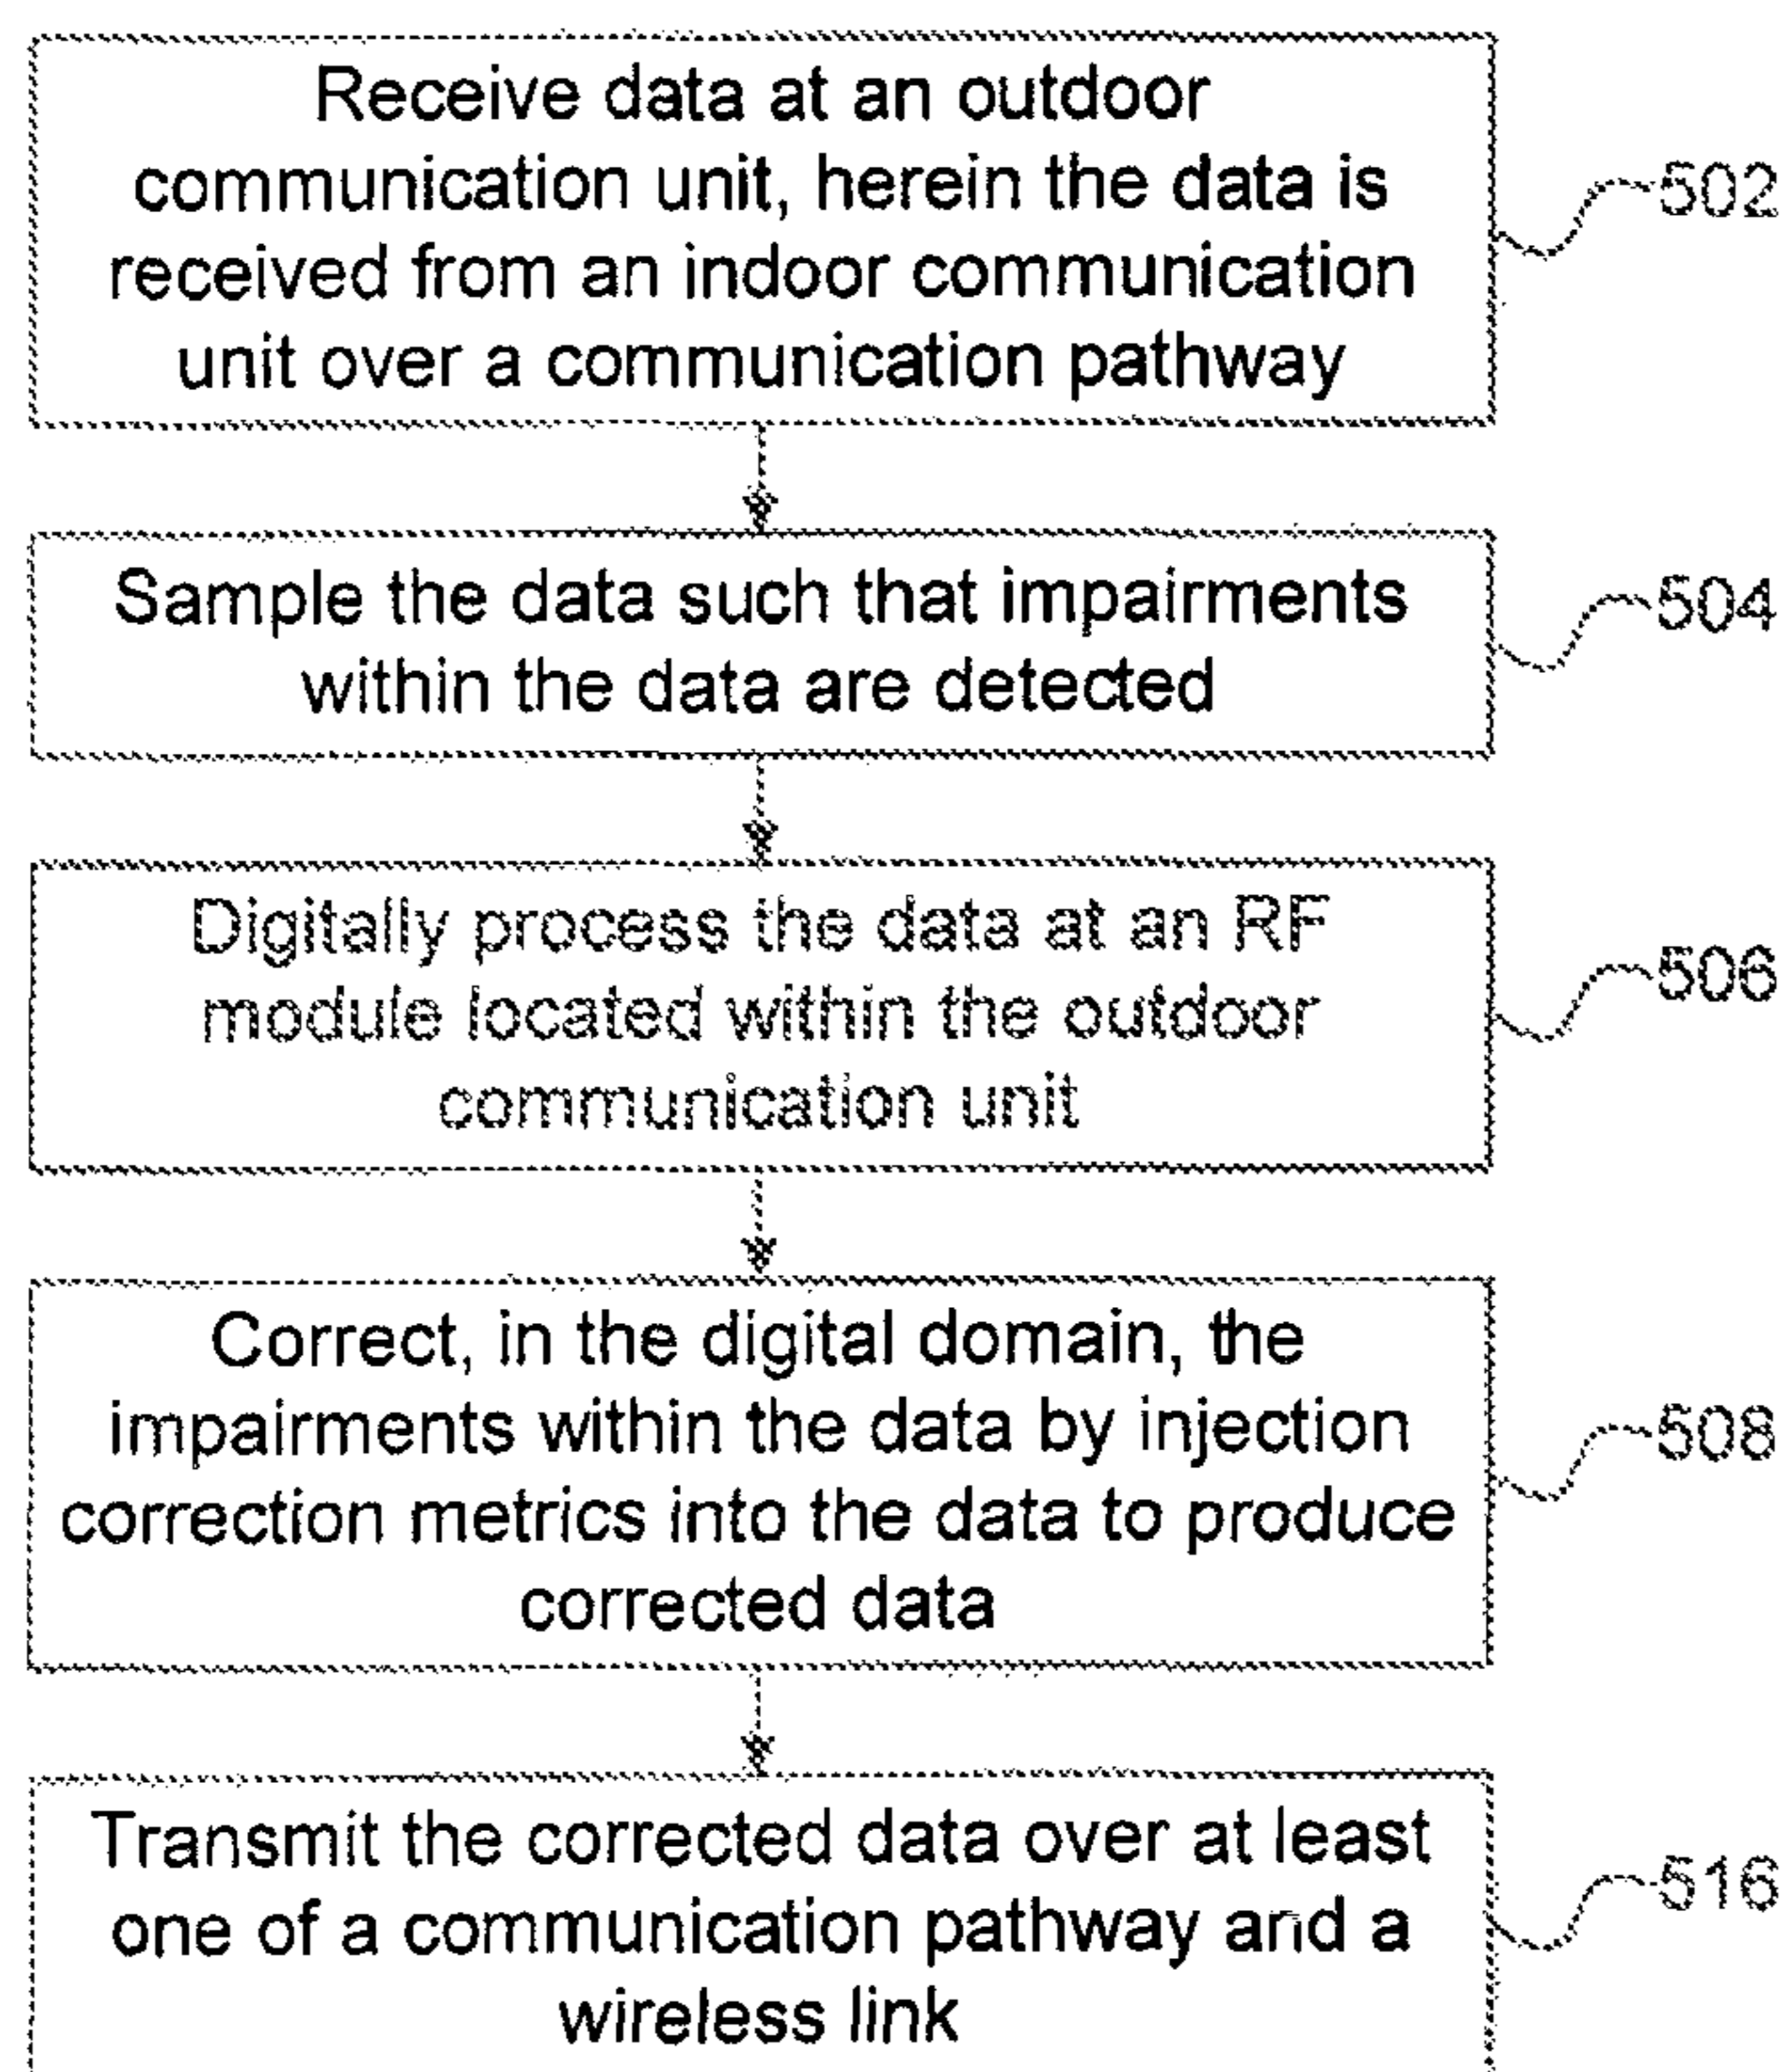 Receive data at an outdoor
communication unit, herein the data is
received from an indoor communication
unit over a communication pathway
502
Sample the data such that impairments
within the data are detected
504
Digitally process the data at an RF
module located within the outdoor
communication unit
506
Correct, in the digital domain, the
impairments within the data by injection
correction metrics into the data to produce
corrected data
508
Transmit the corrected data over at least
one of a communication pathway and a
wireless link
516